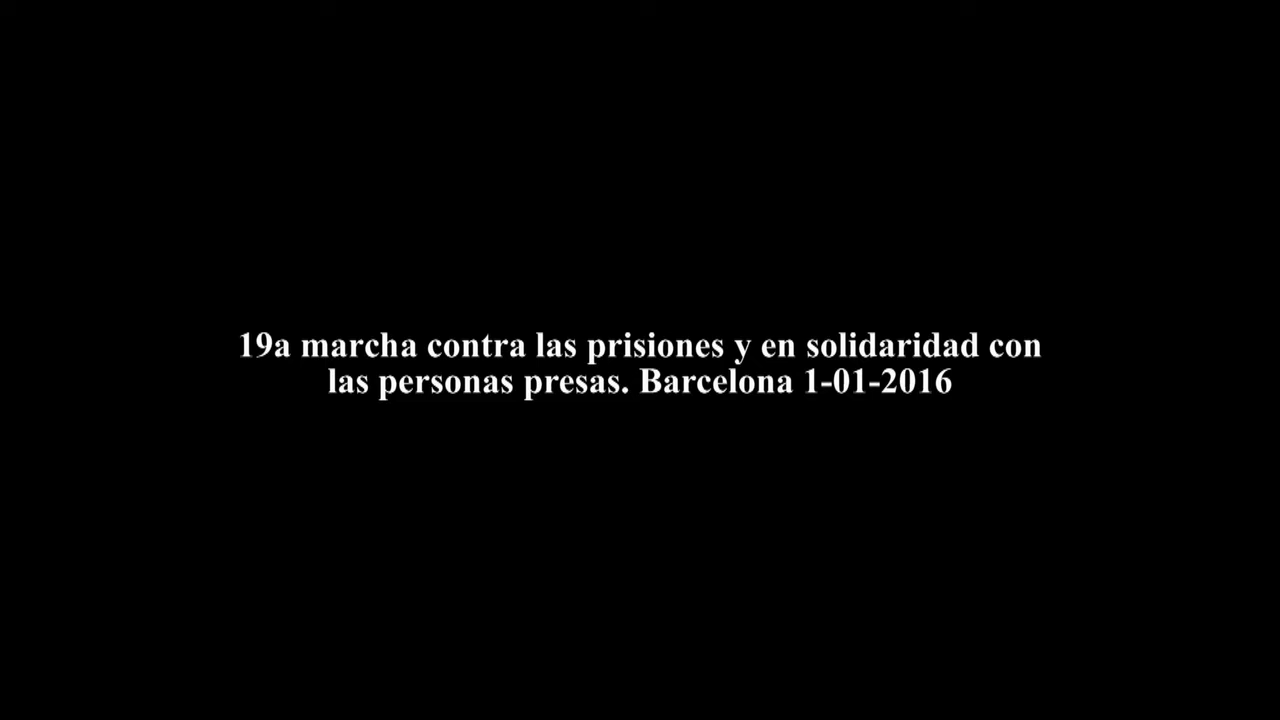 19a marcha contra las prisiones y en solidaridad con
las personas presas. Barcelona 1-01-2016